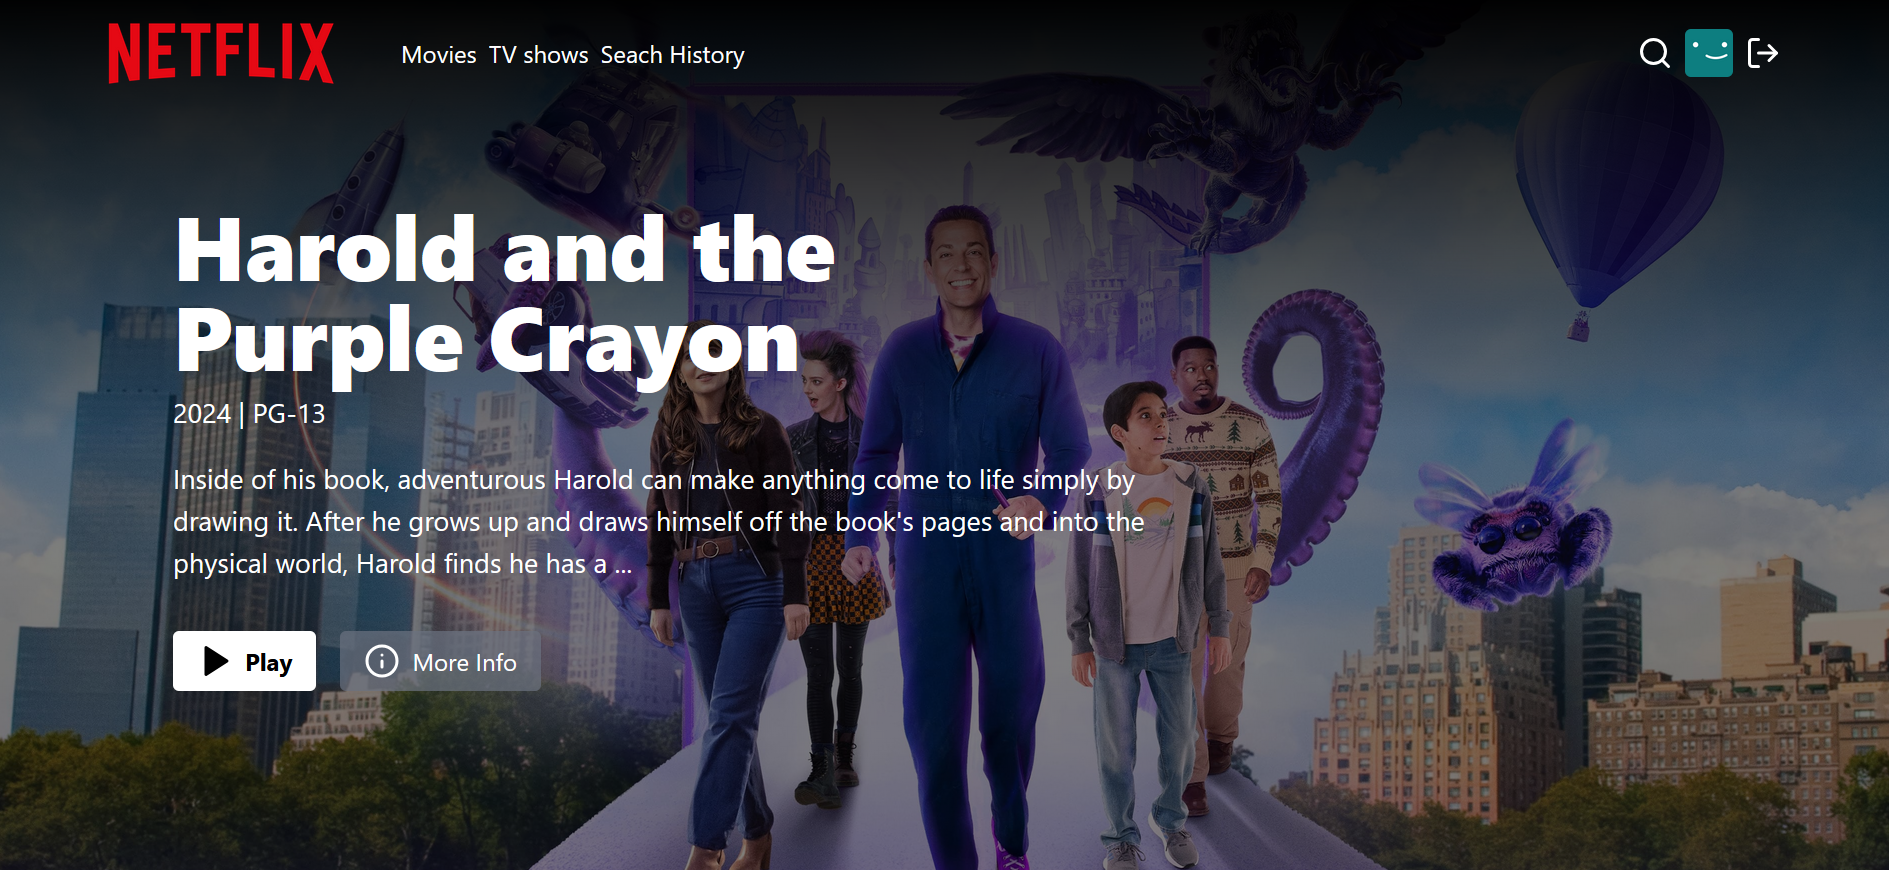 NETFLIX
Movies TV shows Seach History
Harold and the
Purple Crayon
2024 | PG-13
Inside of his book, adventurous Harold can make anything come to life simply by
drawing it. After he grows up and draws himself off the book's pages and into the
physical world, Harold finds he has a ...
Play
More Info